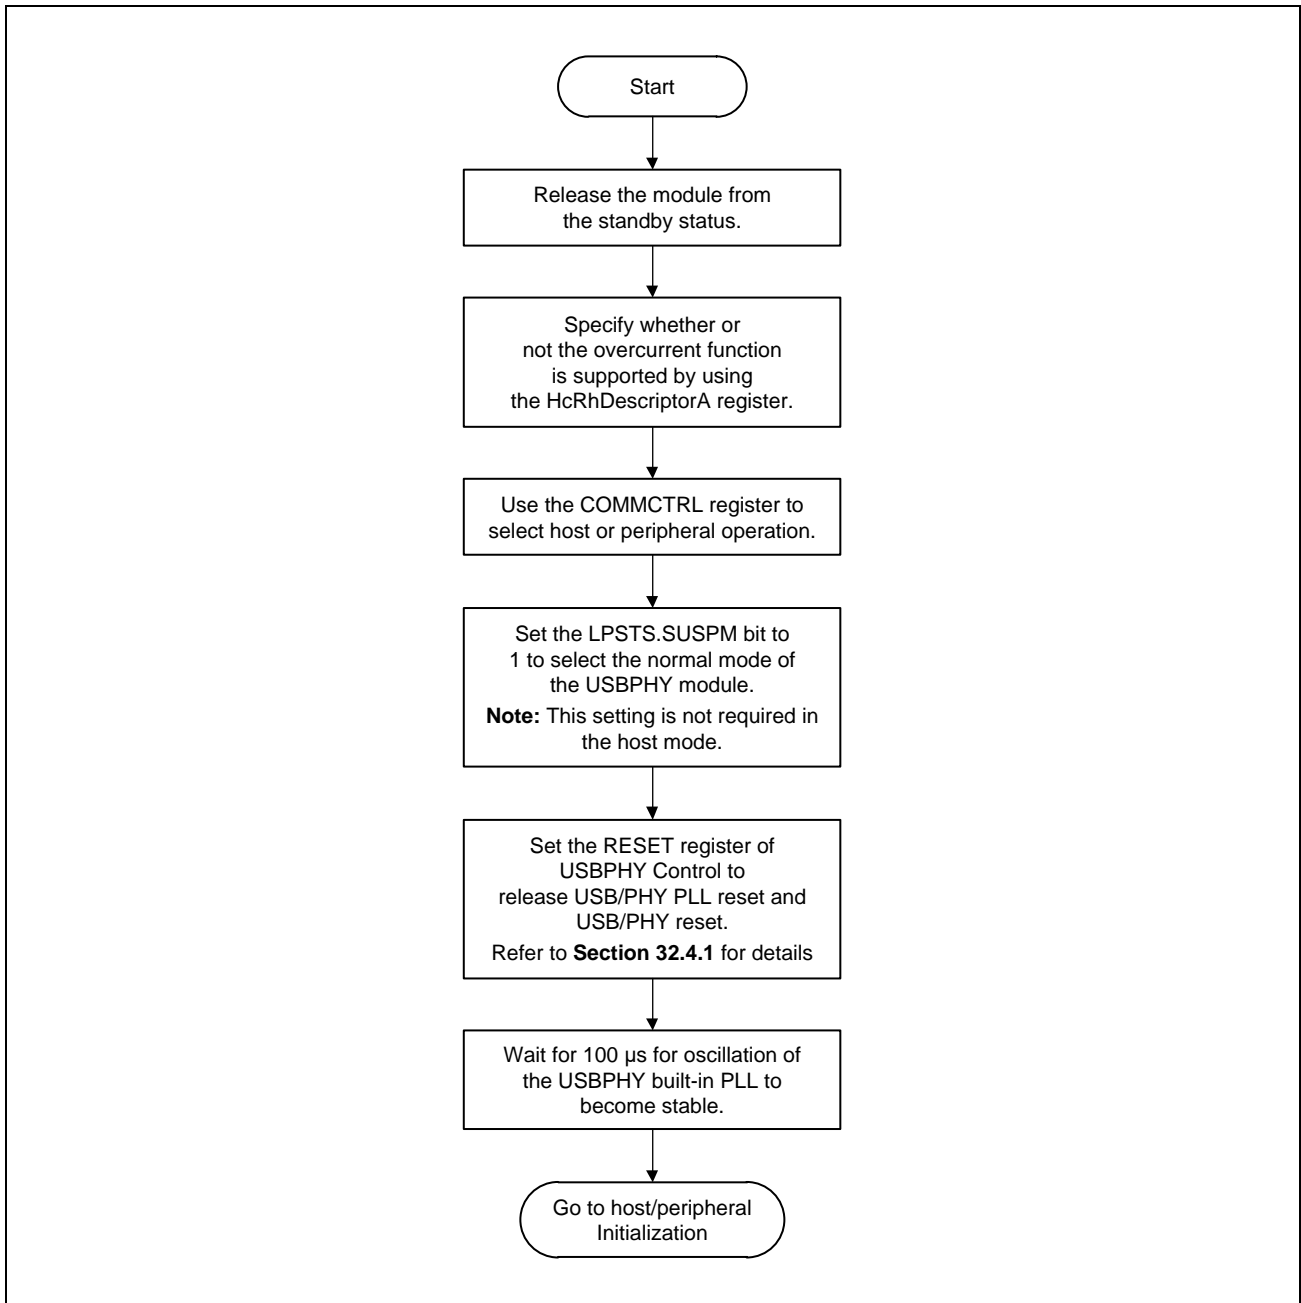 Start
Release the module from
the standby status.
Specify whether or
not the overcurrent function
is supported by using
the HcRhDescriptorA register.
Use the COMMCTRL register to
select host or peripheral operation.
Set the LPSTS.SUSPM bit to
1 to select the normal mode of
the USBPHY module.
Note: This setting is not required in
the host mode.
Set the RESET register of
USBPHY Control to
release USB/PHY PLL reset and
USB/PHY reset.
Refer to Section 32.4.1 for details
Wait for 100 µs for oscillation of
the USBPHY built-in PLL to
become stable.
Go to host/peripheral
Initialization